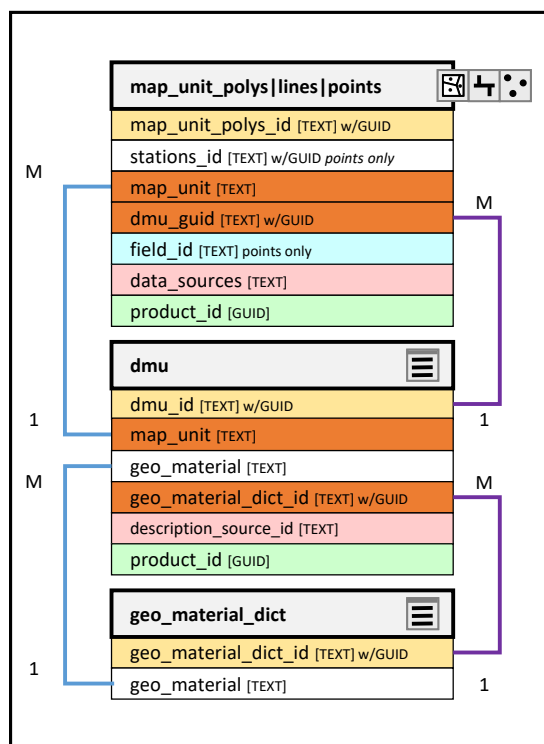 map_unit_polys|lines|points
map_unit_polys_id [TEXT] w/GUID
stations_id [TEXT] w/GUID points only
M
map_unit [TEXT]
dmu_guid [TEXT] w/GUID
M
field_id [TEXT] points only
data_sources [TEXT]
product_id [GUID]
dmu
dmu_id [TEXT] w/GUID
1
1
map_unit [TEXT]
geo_material [TEXT]
M
M
geo_material_dict_id [TEXT] w/GUID
description_source_id [TEXT]
product_id [GUID]
geo_material_dict
geo_material_dict_id [TEXT] w/GUID
1
geo_material [TEXT]
1